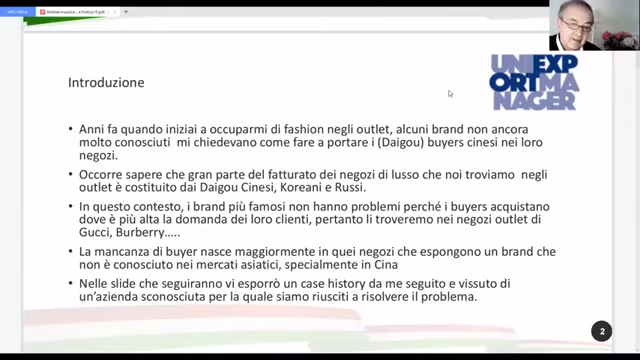 Introduzione
UNIEXP
ORTMA
NAGER
• Anni fa quando iniziai a occuparmi di fashion negli outlet, alcuni brand non ancora
molto conosciuti mi chiedevano come fare a portare i (Daigou) buyers cinesi nei loro
negozi.
• Occorre sapere che gran parte del fatturato dei negozi di lusso che noi troviamo negli
outlet è costituito dai Daigou Cinesi, Koreani e Russi.
• In questo contesto, i brand più famosi non hanno problemi perché i buyers acquistano
dove è più alta la domanda dei loro clienti, pertanto li troveremo nei negozi outlet di
Gucci, Burberry…..
• La mancanza di buyer nasce maggiormente in quei negozi che espongono un brand che
non è conosciuto nei mercati asiatici, specialmente in Cina
• Nelle slide che seguiranno vi esporrò un case history da me seguito e vissuto di
un’azienda sconosciuta per la quale siamo riusciti a risolvere il problema.
2